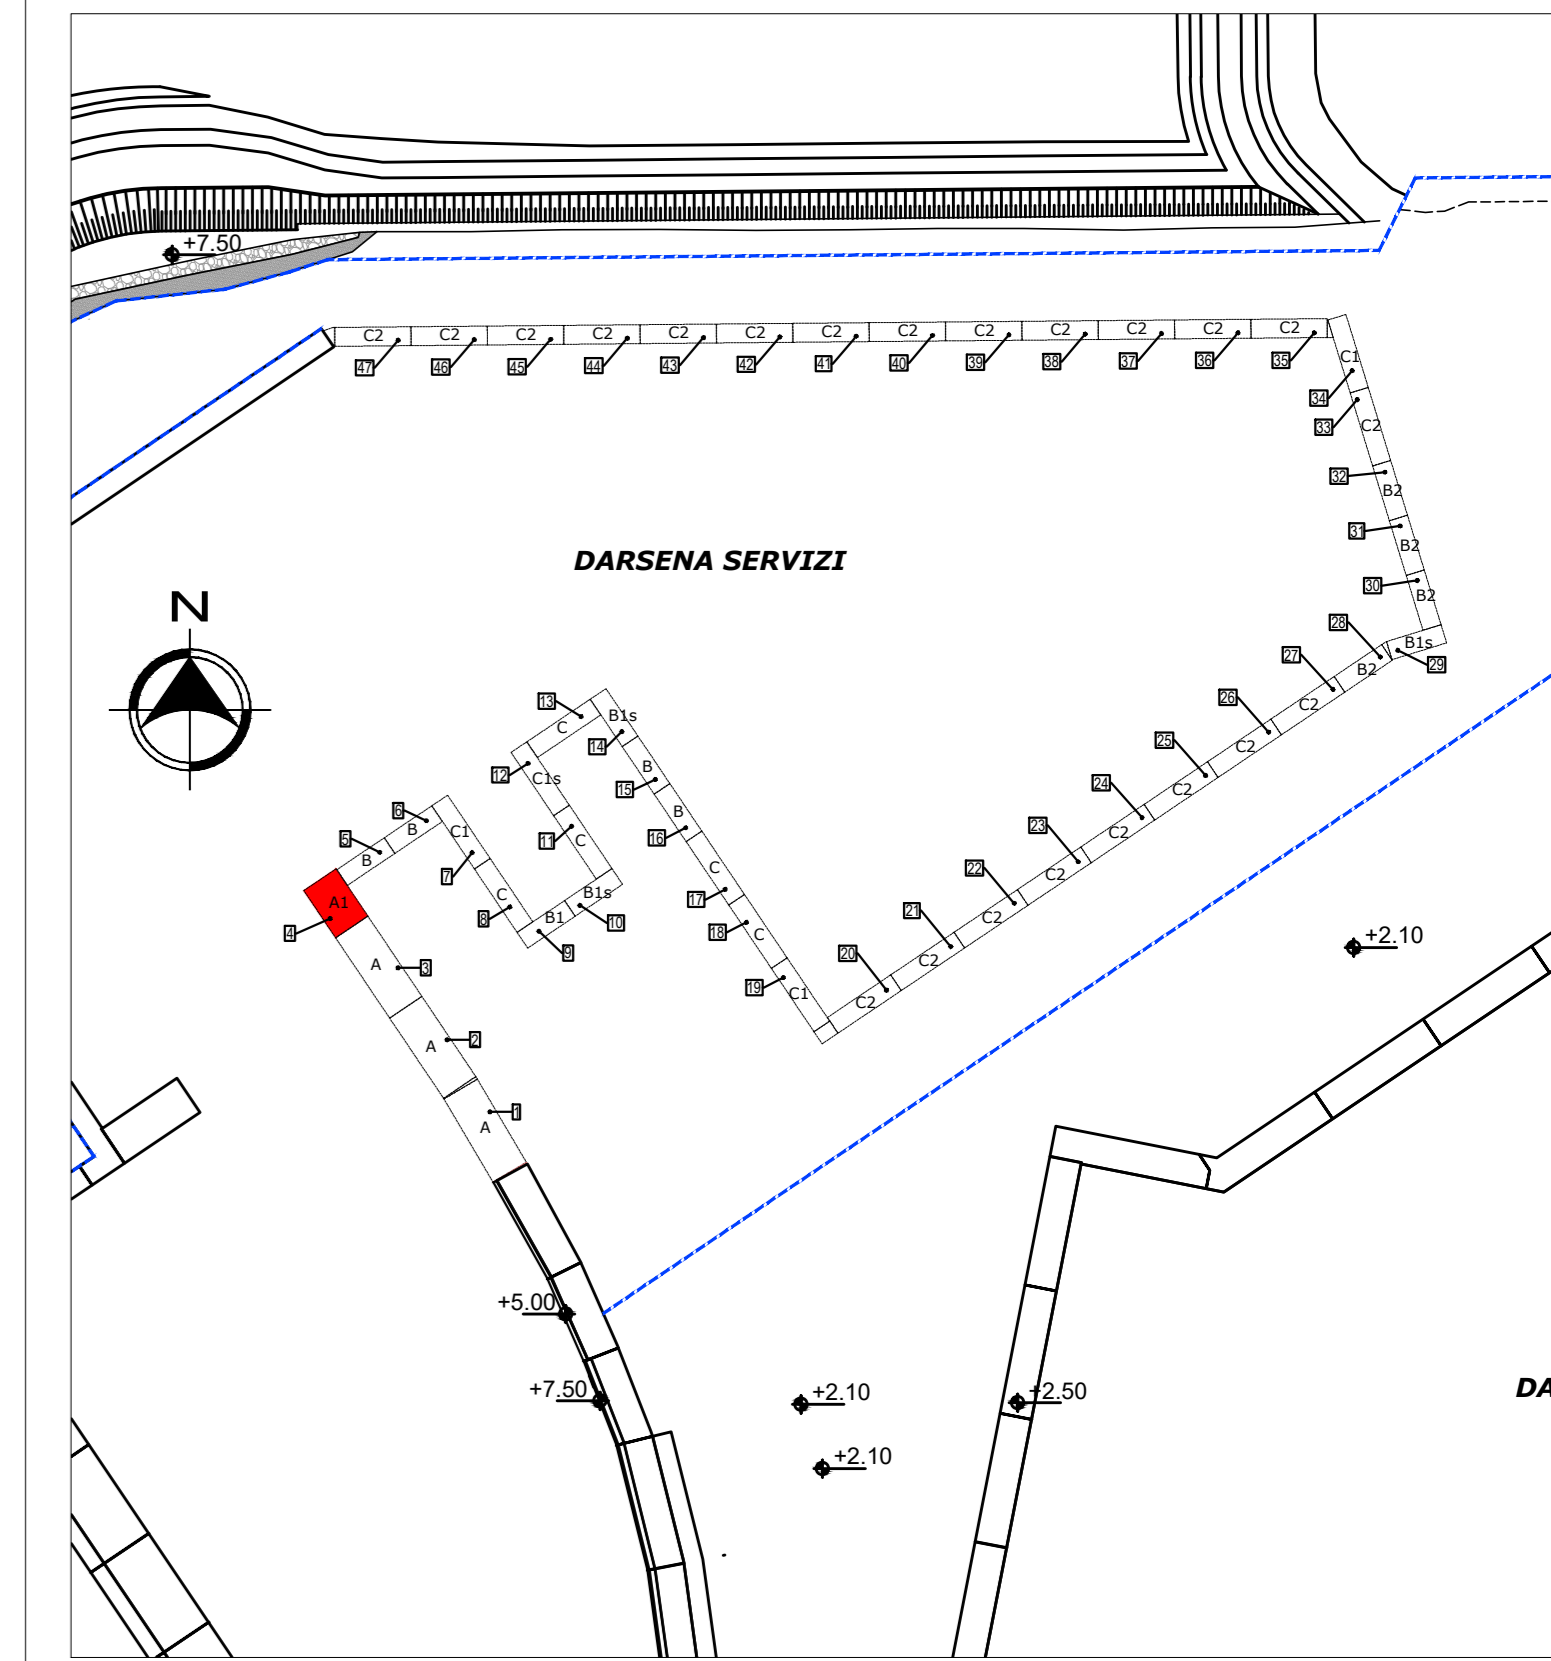 +7.50
C2 C2 C2 C2 C2 C2 C2 C2 C2 C2 C2 C2 C2
47 46 45 44 43 42 41 40 39 38 37 36 35
C1
34
33
C2
32
B2
31
B2
30
B2
DARSENA SERVIZI
N
28
B1s
29
27
B2
26
C2
25
C2
24
C2
23
C2
22
C2
21
C2
20
C2
C2
13
C
B1s
14
12
C1s
15
B
16
B
11
C
6
B
C1
5
B
7
C
17
8
C
B1
B1s
10
9
18
C
19
C1
A1
4
A
3
A
2
A
1
+2.10
+5.00
+7.50
+2.10
+2.50
+2.10
DA